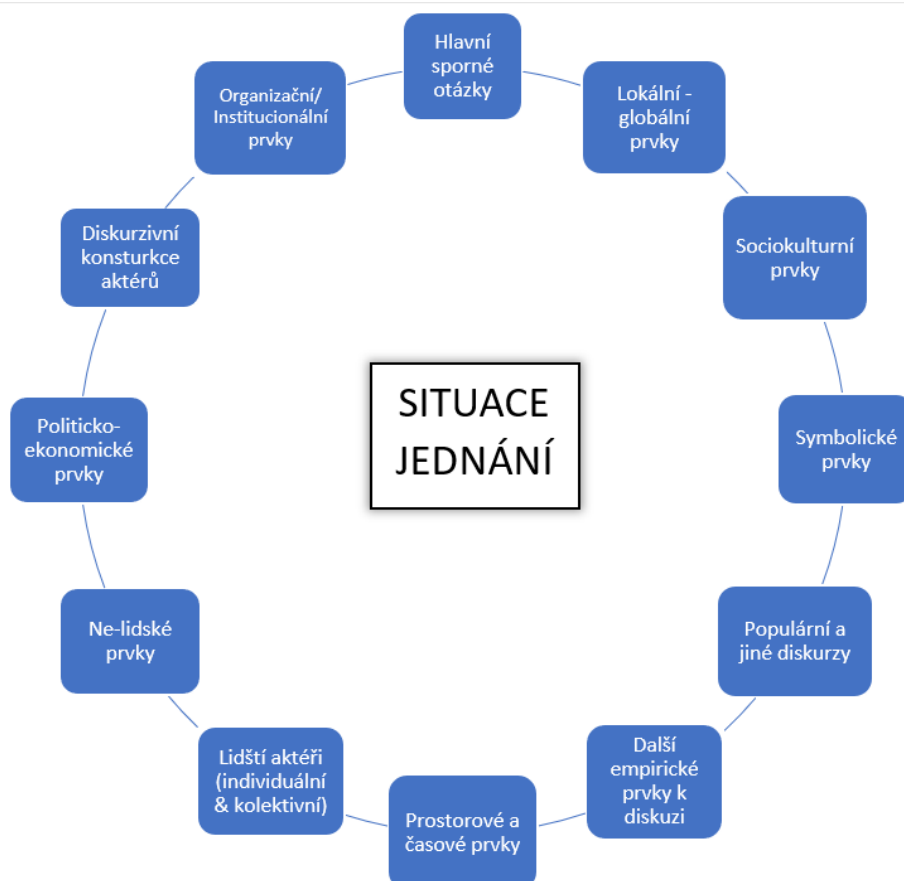 Hlavní
sporné
otázky
Lokální -
globální
prvky
Sociokulturní
prvky
Symbolické
prvky
Populární a
jiné diskurzy
Další
empirické
prvky k
diskuzi
Prostorové a
časové prvky
Lidští aktéři
(individuální
& kolektivní)
Ne-lidské
prvky
Politicko-
ekonomické
prvky
Diskurzivní
konsturkce
aktérů
Organizační/
Institucionální
prvky
SITUACE
JEDNÁNÍ